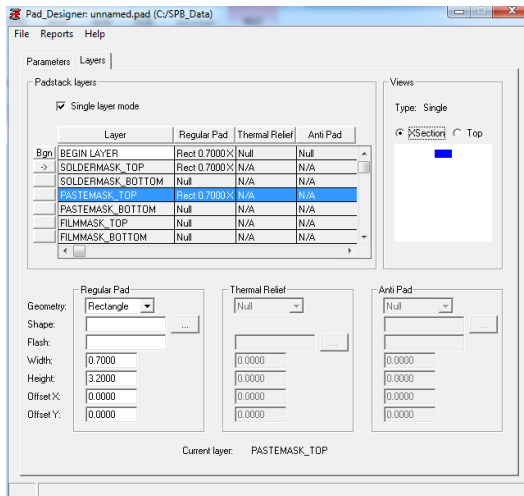 Pad_Designer: unnamed.pad (C:/SPB_Data)
File Reports Help
Parameters Layers
Padstack layers
Single layer mode
Layer Regular Pad Thermal Relief Anti Pad
Bgn BEGIN LAYER Rect 0.7000 X Null Null
-> SOLDERMASK_TOP Rect 0.7000 X N/A N/A
SOLDERMASK_BOTTOM Null N/A N/A
PASTEMASK_TOP Rect 0.7000 X N/A N/A
PASTEMASK_BOTTOM Null N/A N/A
FILMMASK_TOP Null N/A N/A
FILMMASK_BOTTOM Null N/A N/A
Views
Type: Single
XSection Top
Regular Pad
Geometry: Rectangle
Shape: ...
Flash:
Width: 0.7000
Height: 3.2000
Offset X: 0.0000
Offset Y: 0.0000
Thermal Relief
Null
...
0.0000
0.0000
0.0000
0.0000
Anti Pad
Null
...
0.0000
0.0000
0.0000
0.0000
Current layer: PASTEMASK_TOP